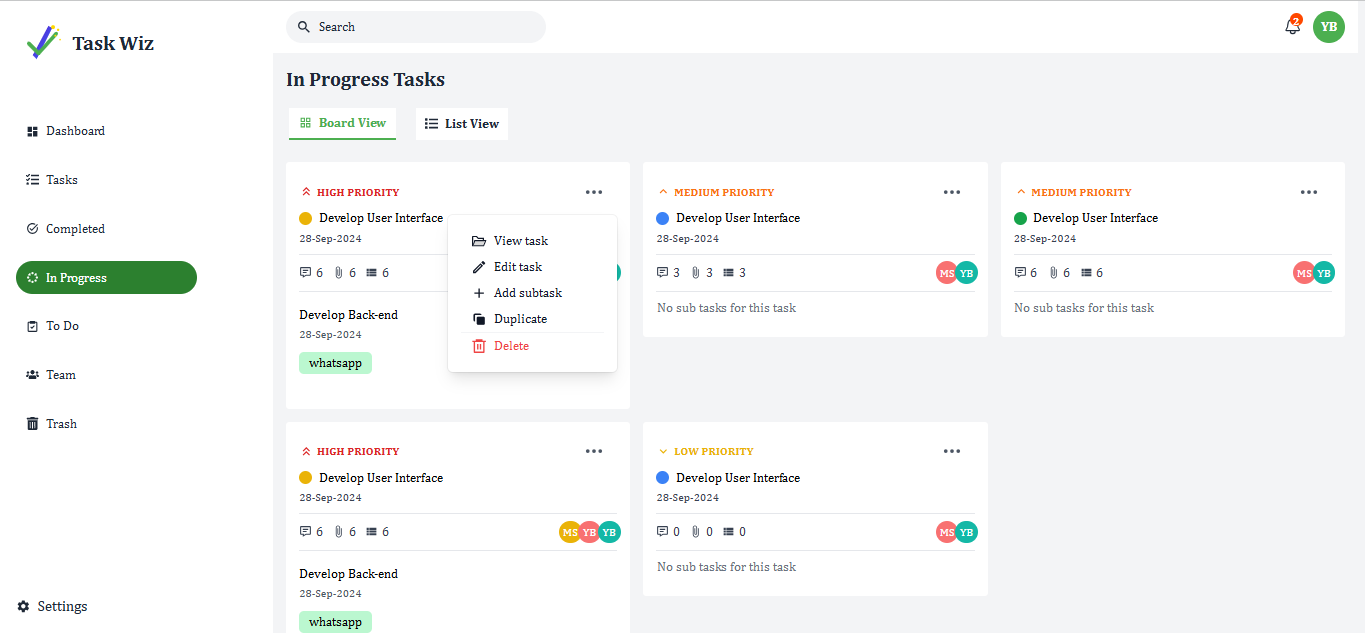 Task Wiz
Search
2
YB
Dashboard
Tasks
Completed
In Progress
To Do
Team
Trash
Settings
In Progress Tasks
Board View
List View
HIGH PRIORITY
Develop User Interface
28-Sep-2024
6 6 6
Develop Back-end
28-Sep-2024
whatsapp
View task
Edit task
Add subtask
Duplicate
Delete
MEDIUM PRIORITY
Develop User Interface
28-Sep-2024
3 3 3
MS YB
No sub tasks for this task
MEDIUM PRIORITY
Develop User Interface
28-Sep-2024
6 6 6
MS YB
No sub tasks for this task
HIGH PRIORITY
Develop User Interface
28-Sep-2024
6 6 6
MS YB YB
Develop Back-end
28-Sep-2024
whatsapp
LOW PRIORITY
Develop User Interface
28-Sep-2024
0 0 0
MS YB
No sub tasks for this task